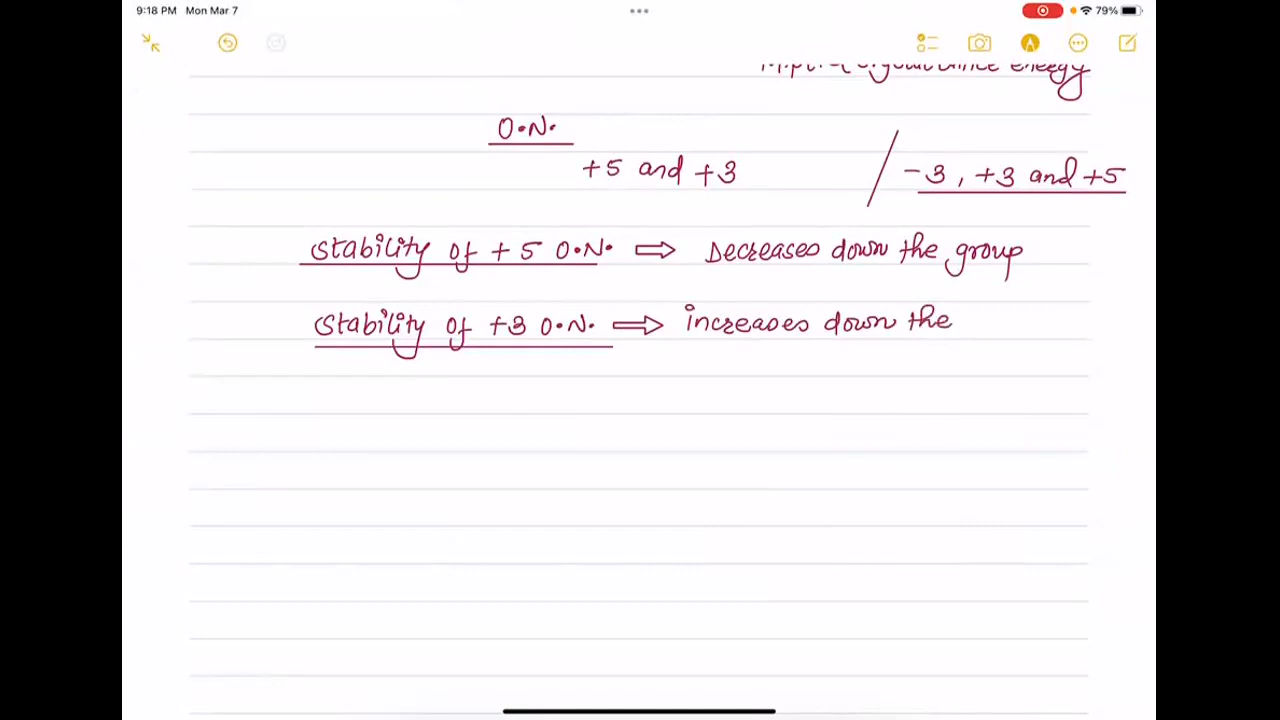 9:18 PM Mon Mar 7
79%
energy
O.N.
+5 and +3 / -3, +3 and +5
Stability of +5 O.N. ⇒ Decreases down the group
Stability of +3 O.N. ⇒ increases down the